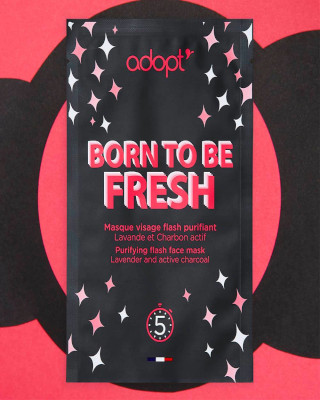 adopt'
BORN TO BE
FRESH
Masque visage flash purifiant
Lavande et Charbon actif
Purifying flash face mask
Lavender and active charcoal
5